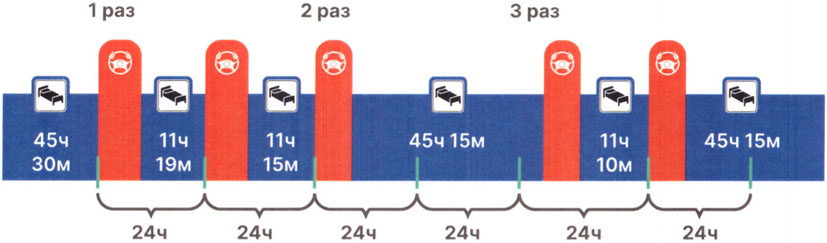 1 раз 2 раз 3 раз
45ч 11ч 11ч 45ч 15м 11ч 45ч 15м
30м 19м 15м 10м
24ч 24ч 24ч 24ч 24ч 24ч